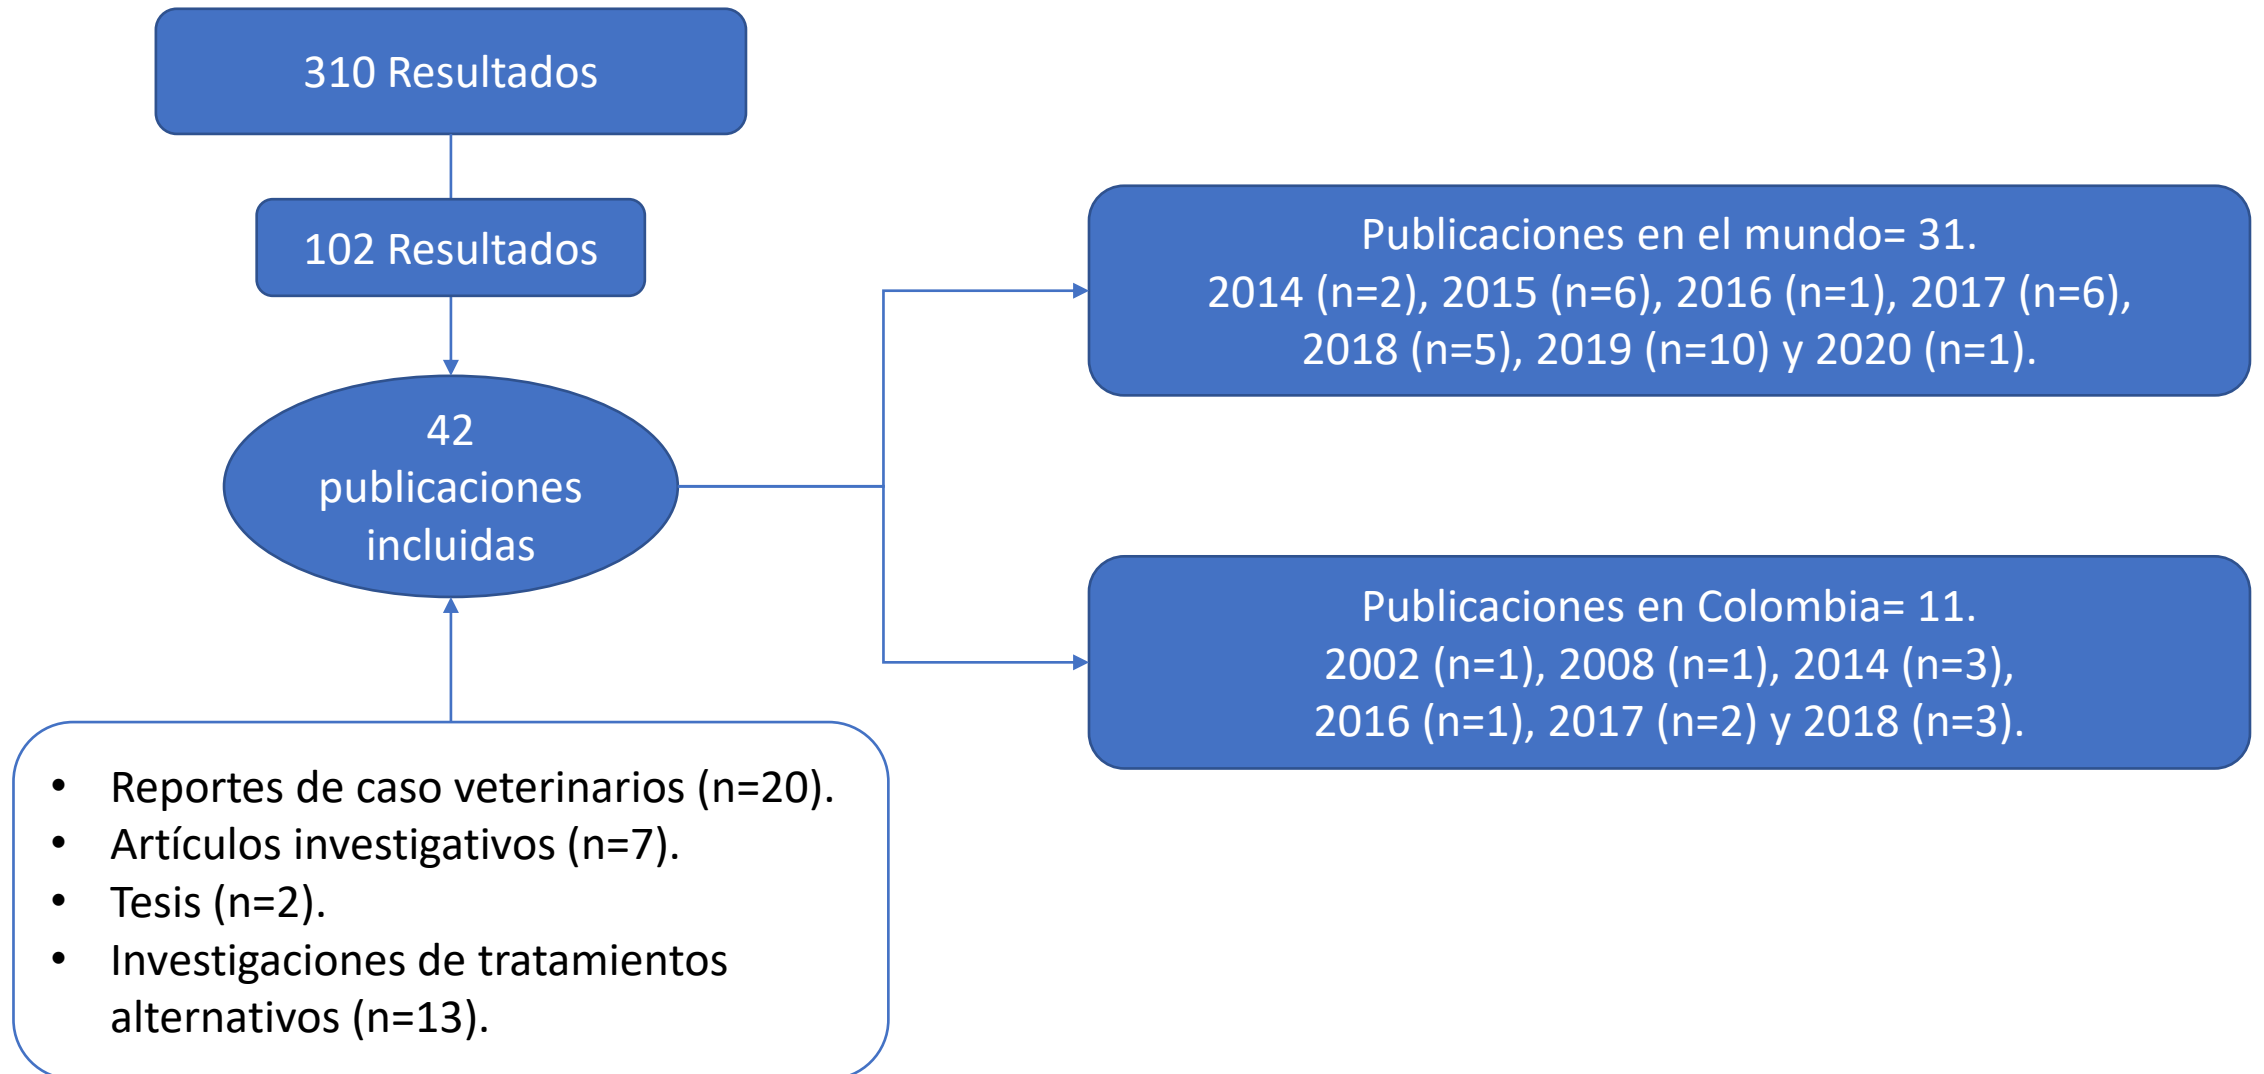 310 Resultados
102 Resultados
42
publicaciones
incluidas
Publicaciones en el mundo= 31.
2014 (n=2), 2015 (n=6), 2016 (n=1), 2017 (n=6),
2018 (n=5), 2019 (n=10) y 2020 (n=1).
Publicaciones en Colombia= 11.
2002 (n=1), 2008 (n=1), 2014 (n=3),
2016 (n=1), 2017 (n=2) y 2018 (n=3).
• Reportes de caso veterinarios (n=20).
• Artículos investigativos (n=7).
• Tesis (n=2).
• Investigaciones de tratamientos
alternativos (n=13).